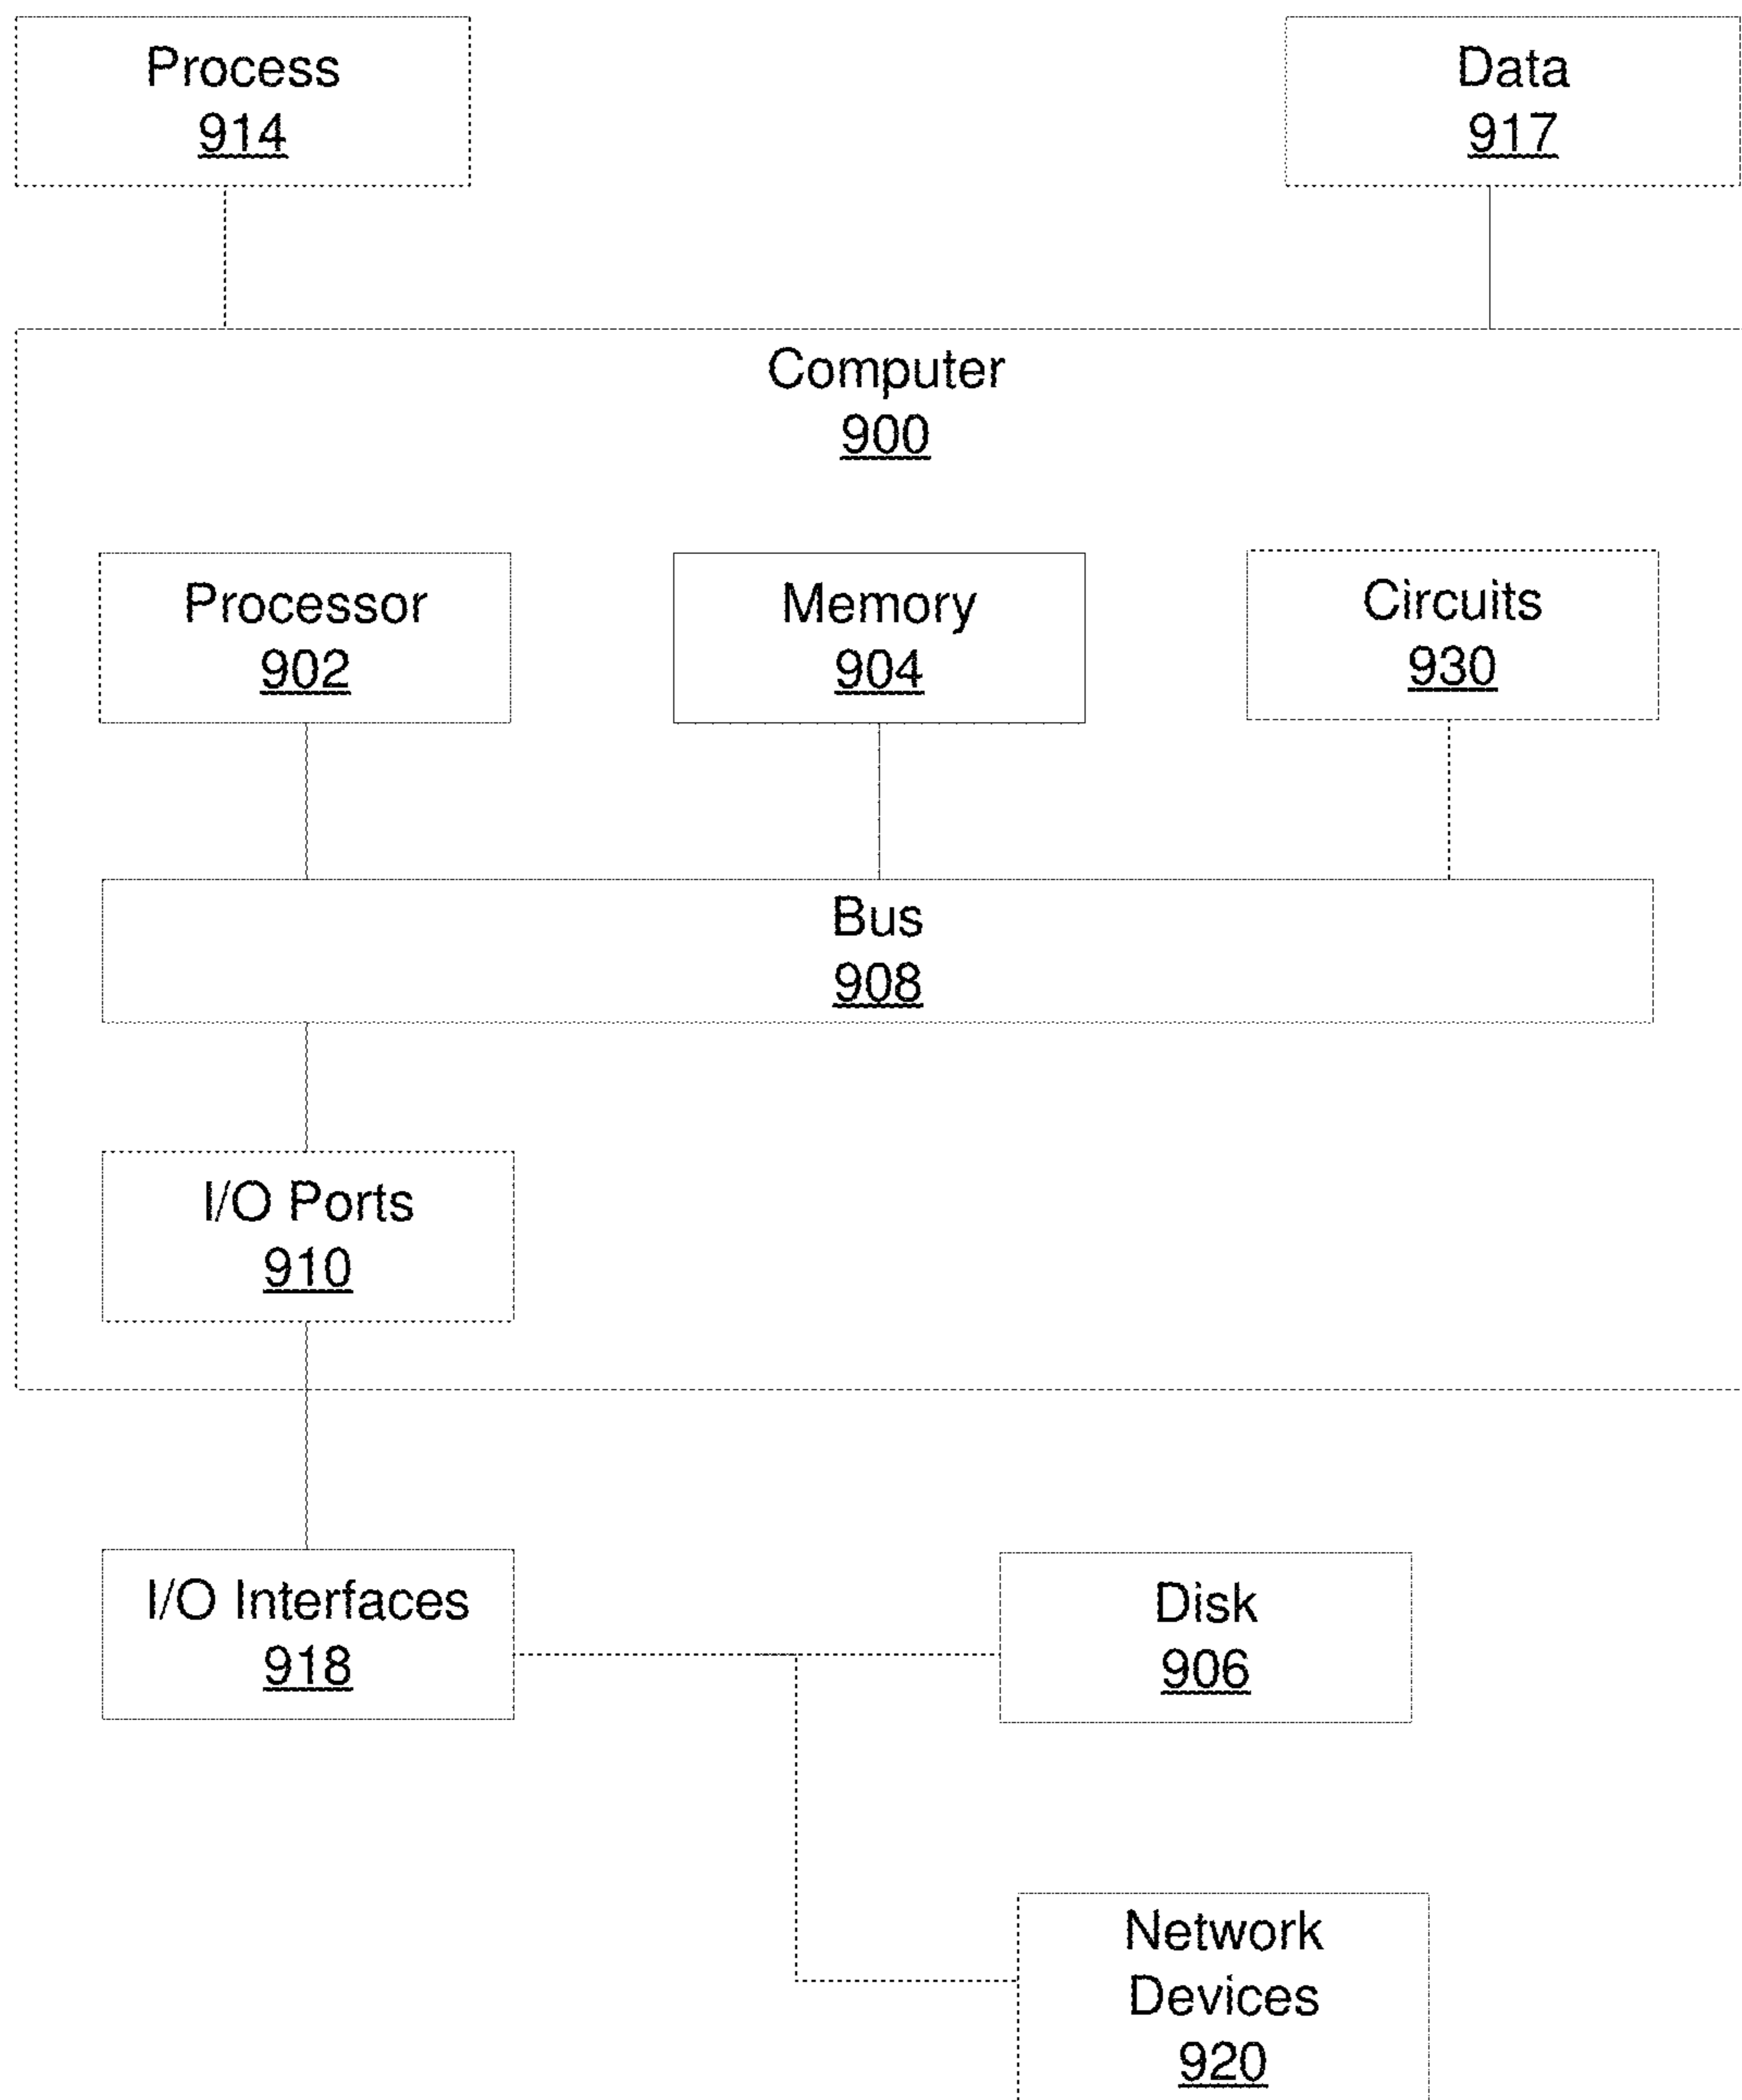 Process
914
Data
917
Computer
900
Processor
902
Memory
904
Circuits
930
Bus
908
I/O Ports
910
I/O Interfaces
918
Disk
906
Network
Devices
920